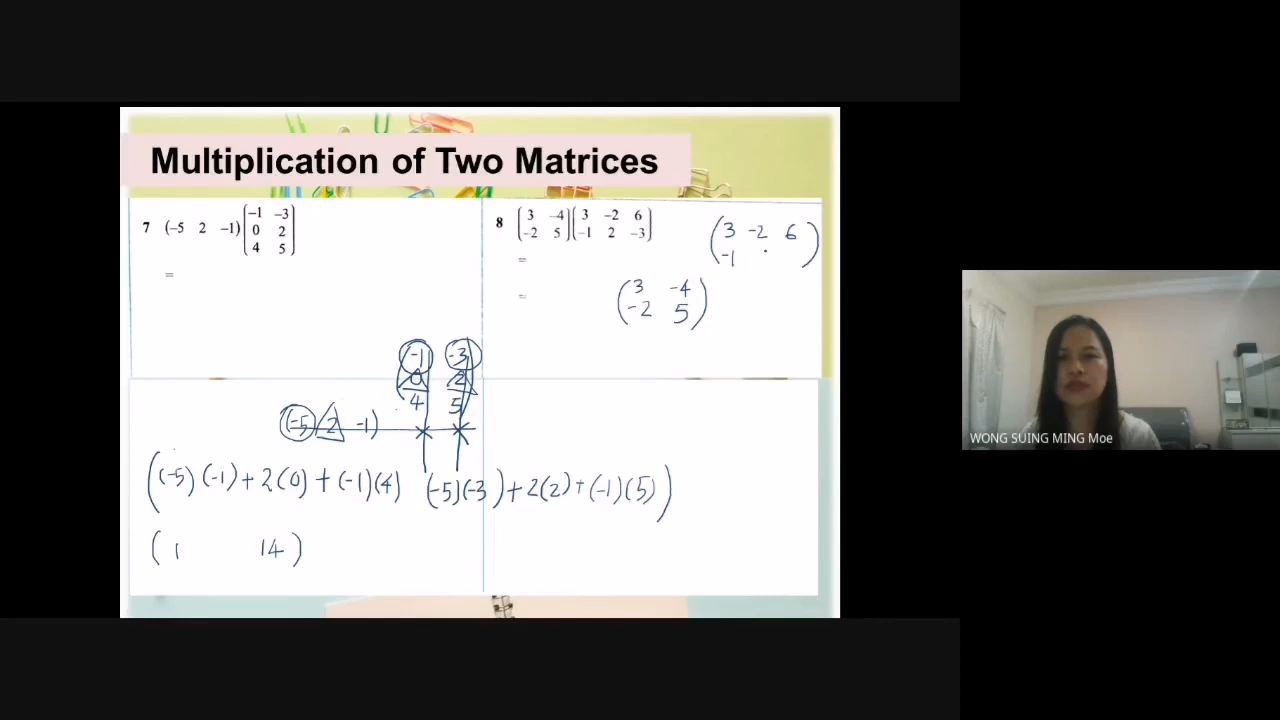 Multiplication of Two Matrices
7 (-5 2 -1) (-1 -3
0 2
4 5)
=
8 (3 -4
-2 5) (3 -2 6
-1 2 -3)
=
=
(3 -2 6
-1 · )
(3 -4
-2 5)
-1 -3
0 2
4 5
(-5 2 -1)
((-5)(-1)+2(0)+(-1)(4) (-5)(-3)+2(2)+(-1)(5))
(1 14)
WONG SUING MING Moe